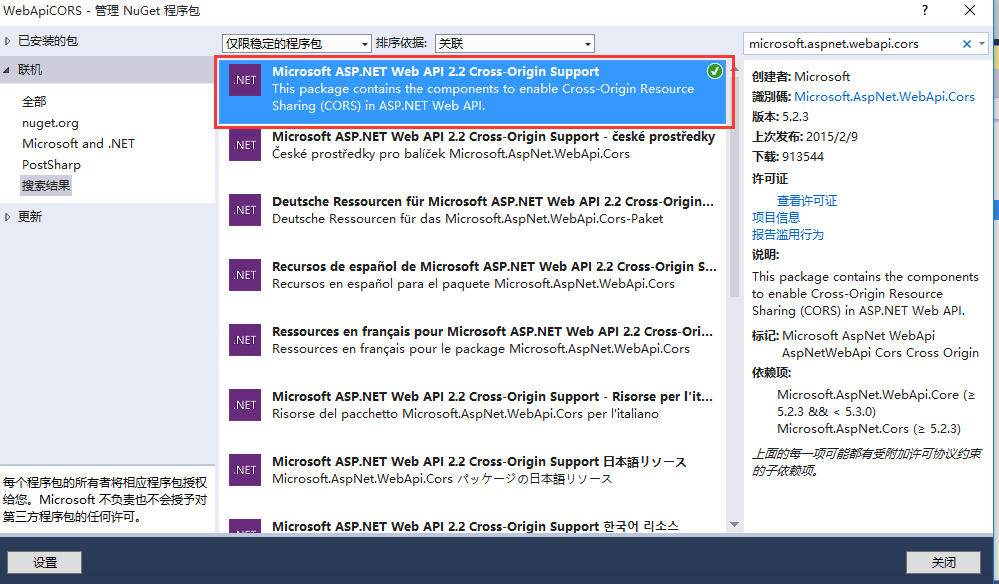 WebApiCORS - 管理 NuGet 程序包
? ×
已安装的包
联机
全部
nuget.org
Microsoft and .NET
PostSharp
搜索结果
更新
每个程序包的所有者将相应程序包授权
给您。Microsoft 不负责也不会授予对
第三方程序包的任何许可。
设置
仅限稳定的程序包
排序依据: 关联
.NET
Microsoft ASP.NET Web API 2.2 Cross-Origin Support
This package contains the components to enable Cross-Origin Resource
Sharing (CORS) in ASP.NET Web API.
.NET
Microsoft ASP.NET Web API 2.2 Cross-Origin Support - české prostředky
České prostředky pro balíček Microsoft.AspNet.WebApi.Cors
.NET
Deutsche Ressourcen für Microsoft ASP.NET Web API 2.2 Cross-Origin...
Deutsche Ressourcen für das Microsoft.AspNet.WebApi.Cors-Paket
.NET
Recursos de español de Microsoft ASP.NET Web API 2.2 Cross-Origin S...
Recursos en español para el paquete Microsoft.AspNet.WebApi.Cors
.NET
Ressources en français pour Microsoft ASP.NET Web API 2.2 Cross-Ori...
Ressources en français pour le package Microsoft.AspNet.WebApi.Cors
.NET
Microsoft ASP.NET Web API 2.2 Cross-Origin Support - Risorse per l'it...
Risorse del pacchetto Microsoft.AspNet.WebApi.Cors per l'italiano
.NET
Microsoft ASP.NET Web API 2.2 Cross-Origin Support 日本語リソース
Microsoft.AspNet.WebApi.Cors パッケージの日本語リソース
.NET
Microsoft ASP.NET Web API 2.2 Cross-Origin Support 한국어 리소스
microsoft.aspnet.webapi.cors
创建者: Microsoft
識別碼: Microsoft.AspNet.WebApi.Cors
版本: 5.2.3
上次发布: 2015/2/9
下载: 913544
许可证
查看许可证
项目信息
报告滥用行为
说明:
This package contains the components
to enable Cross-Origin Resource
Sharing (CORS) in ASP.NET Web API.
标记: Microsoft AspNet WebApi
AspNetWebApi Cors Cross Origin
依赖项:
Microsoft.AspNet.WebApi.Core (≥
5.2.3 && < 5.3.0)
Microsoft.AspNet.Cors (≥ 5.2.3)
上面的每一项可能都有受附加许可协议约束
的子依赖项。
关闭